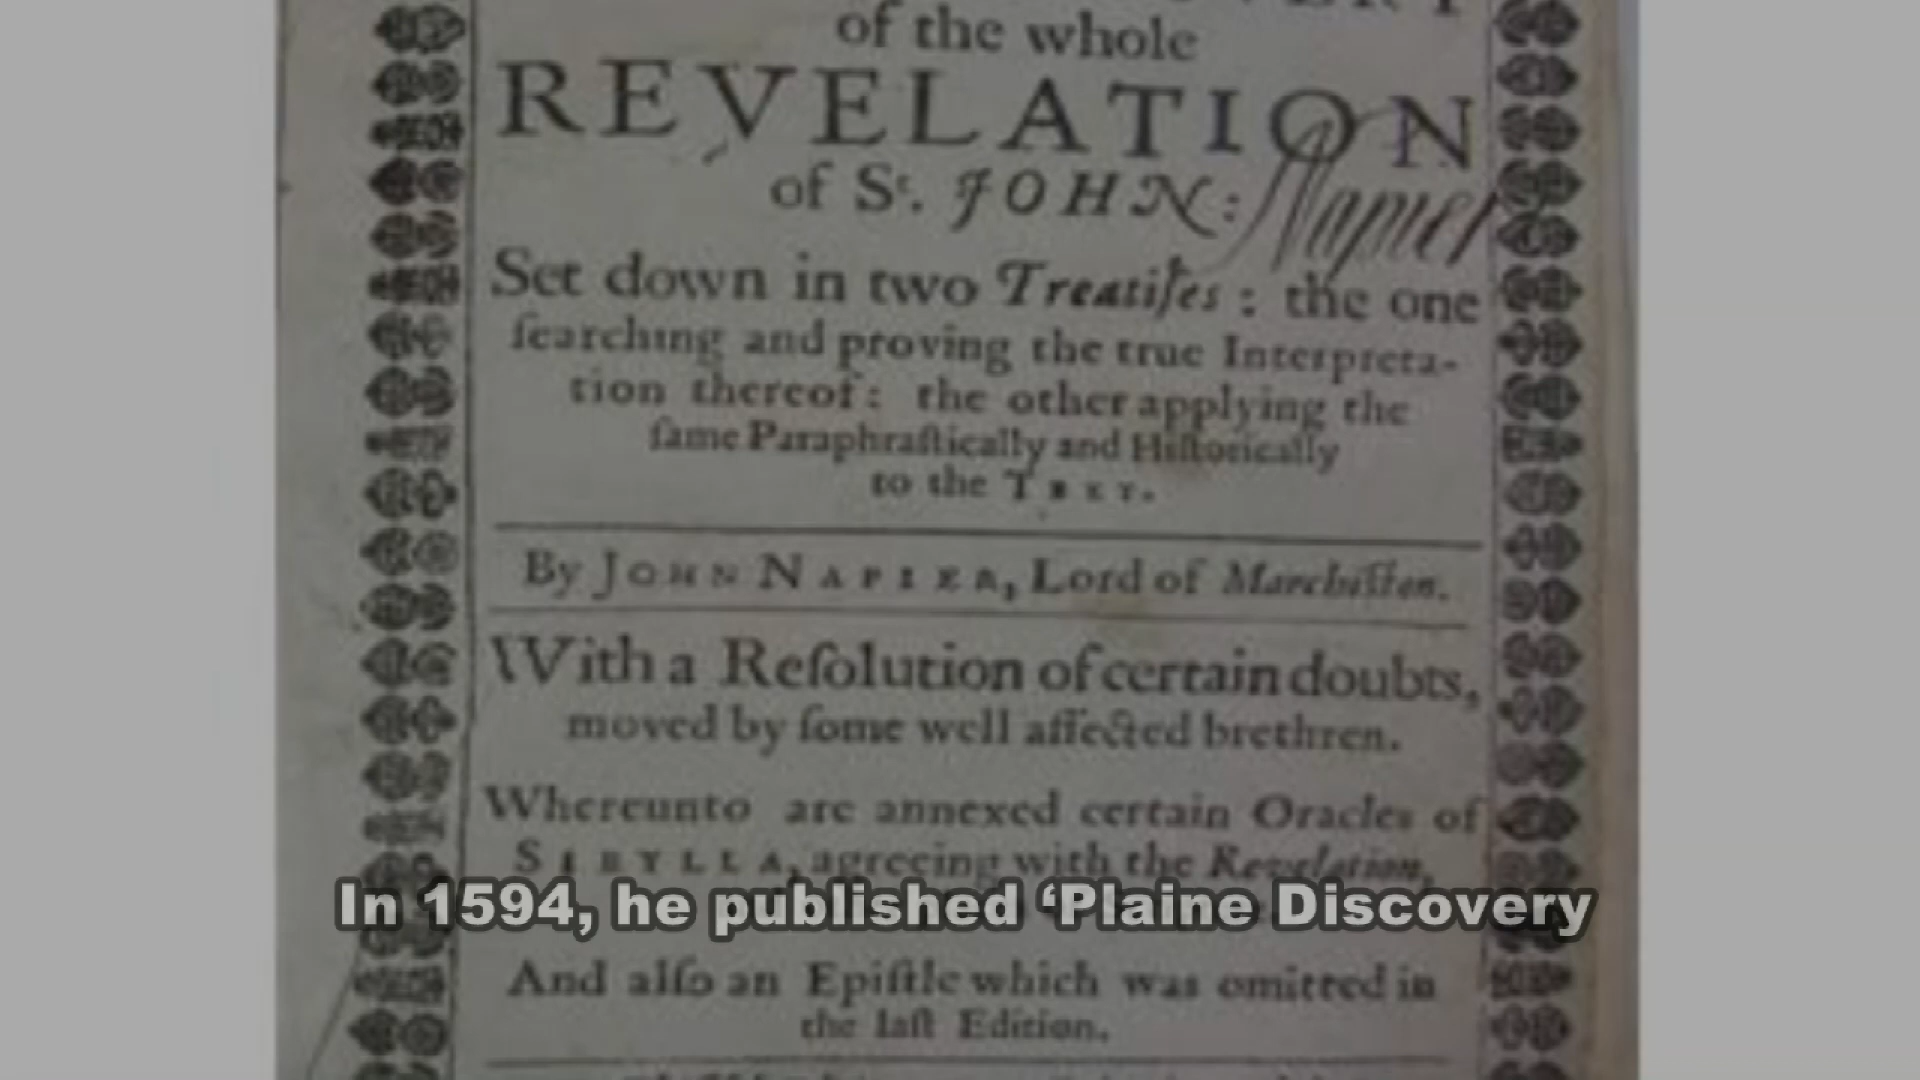 of the whole
REVELATION
of Sᵗ. JOHN: Napier
Set down in two Treatiſes : the one
ſearching and proving the true Interpreta-
tion thereof: the other applying the
ſame Paraphraſtically and Hiſtorically
to the TEXT.
By JOHN NAPIER, Lord of Marchiſton.
With a Reſolution of certain doubts,
moved by ſome well affected brethren.
Whereunto are annexed certain Oracles of
SIBYLLA, agreeing with the Revelation,
In 1594, he published ‘Plaine Discovery
And alſo an Epiſtle which was omitted in
the laſt Edition.